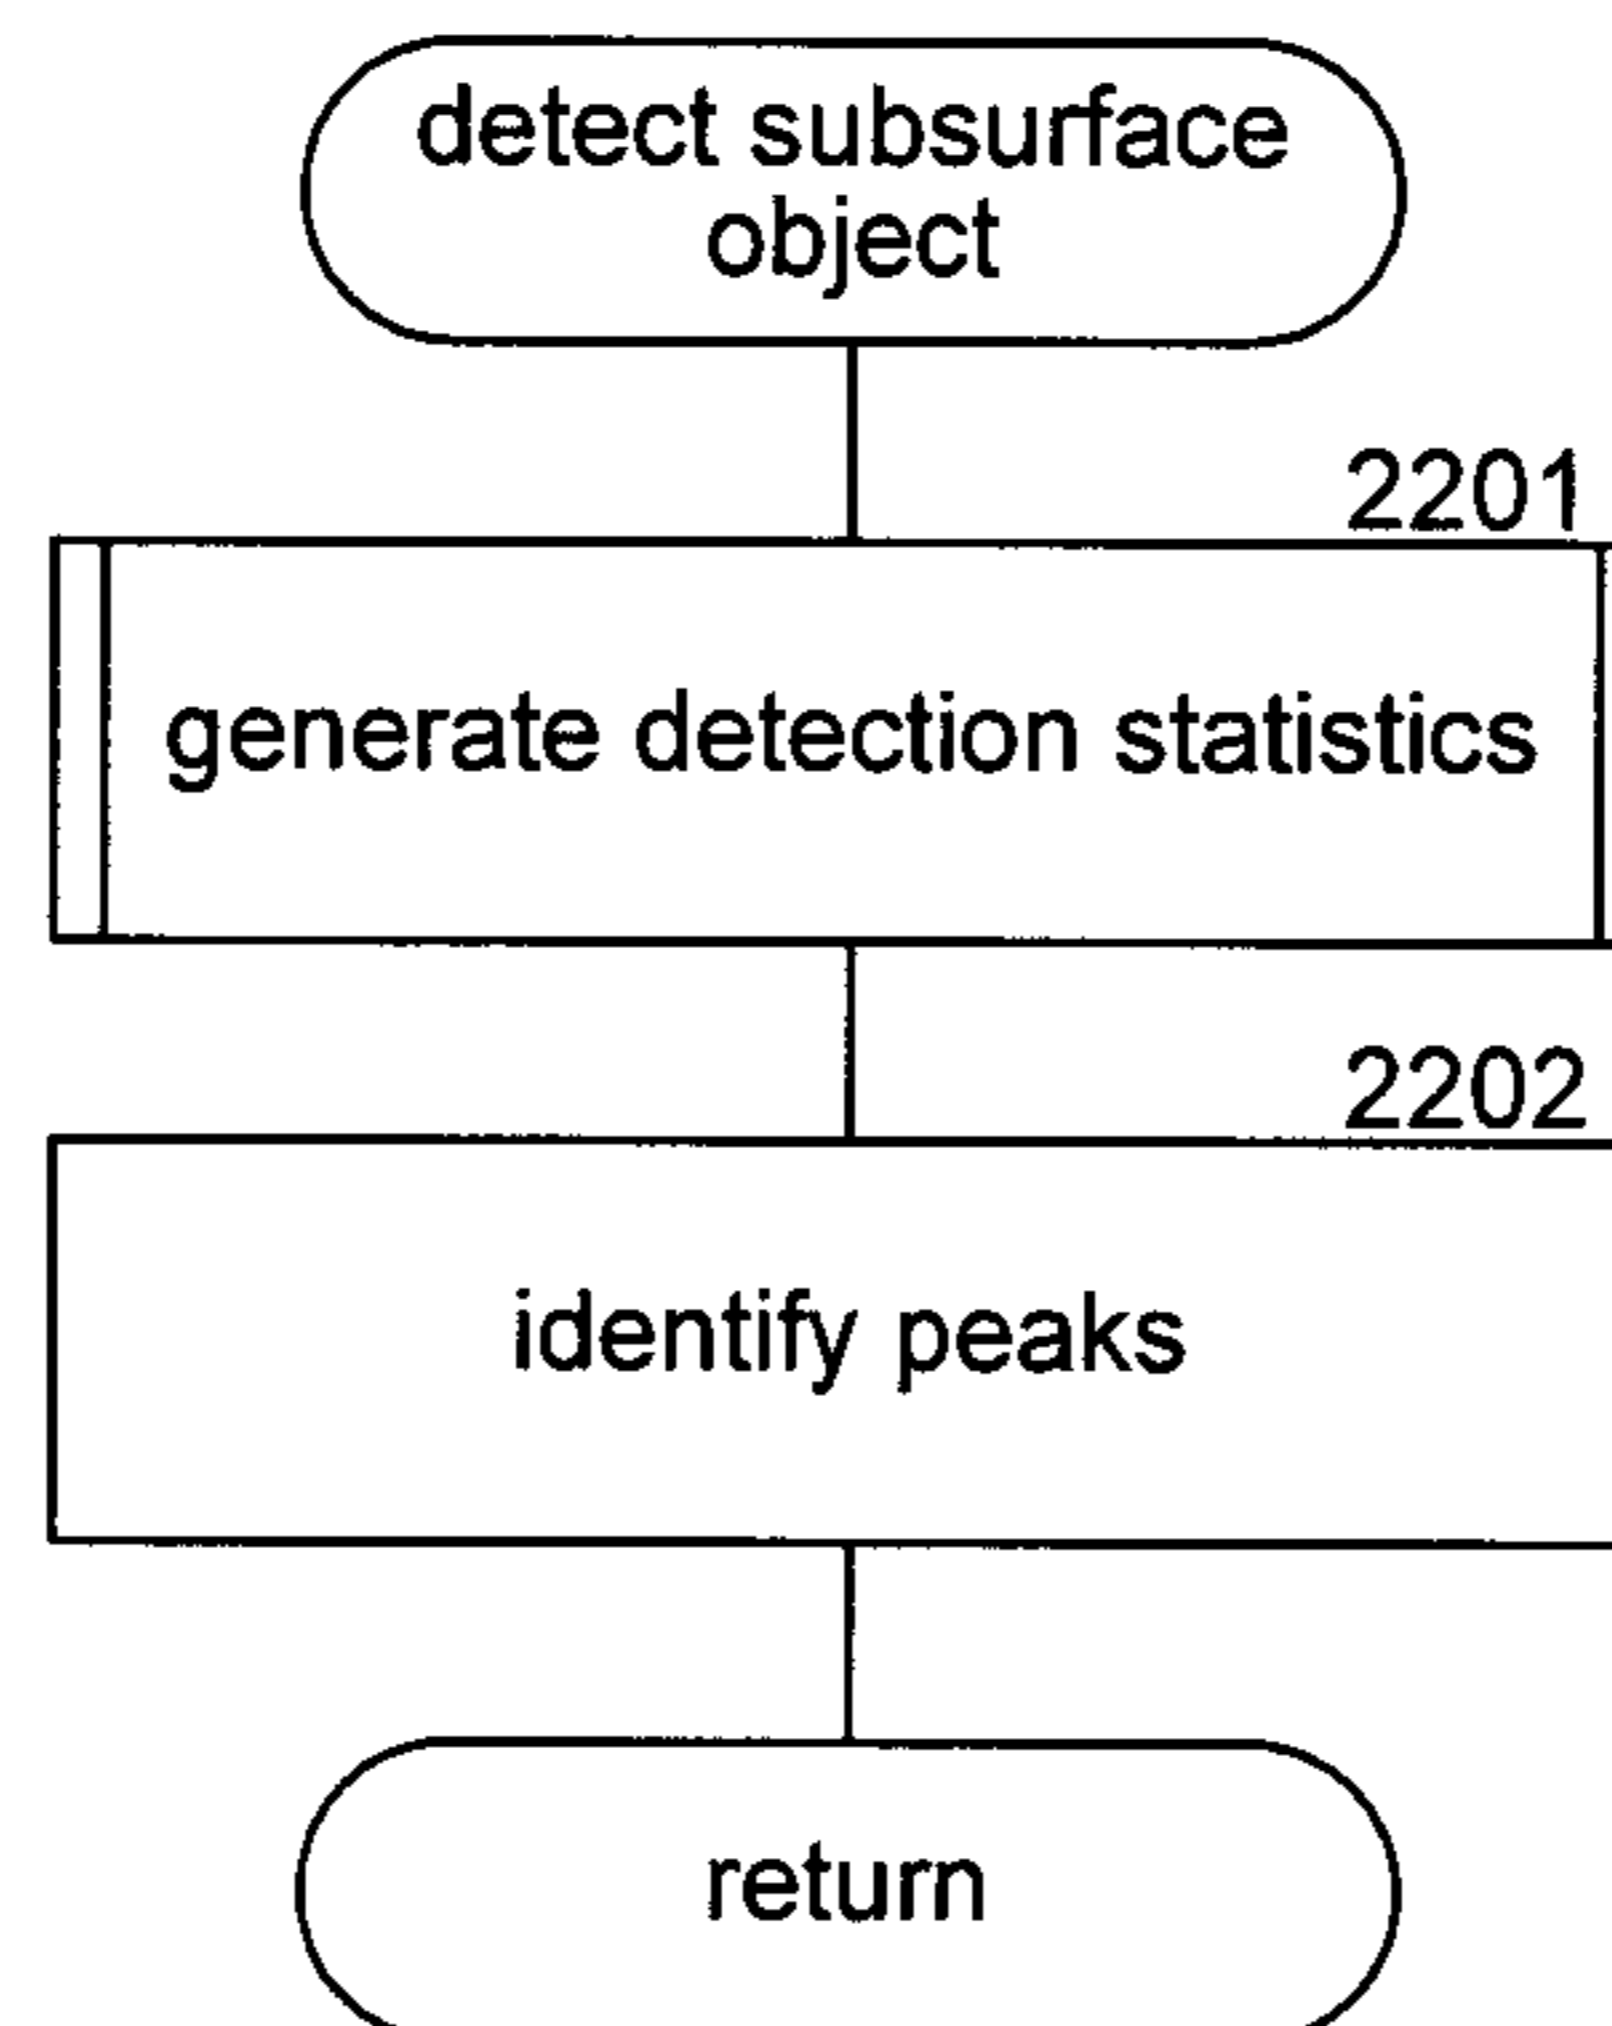 detect subsurface
object
2201
generate detection statistics
2202
identify peaks
return